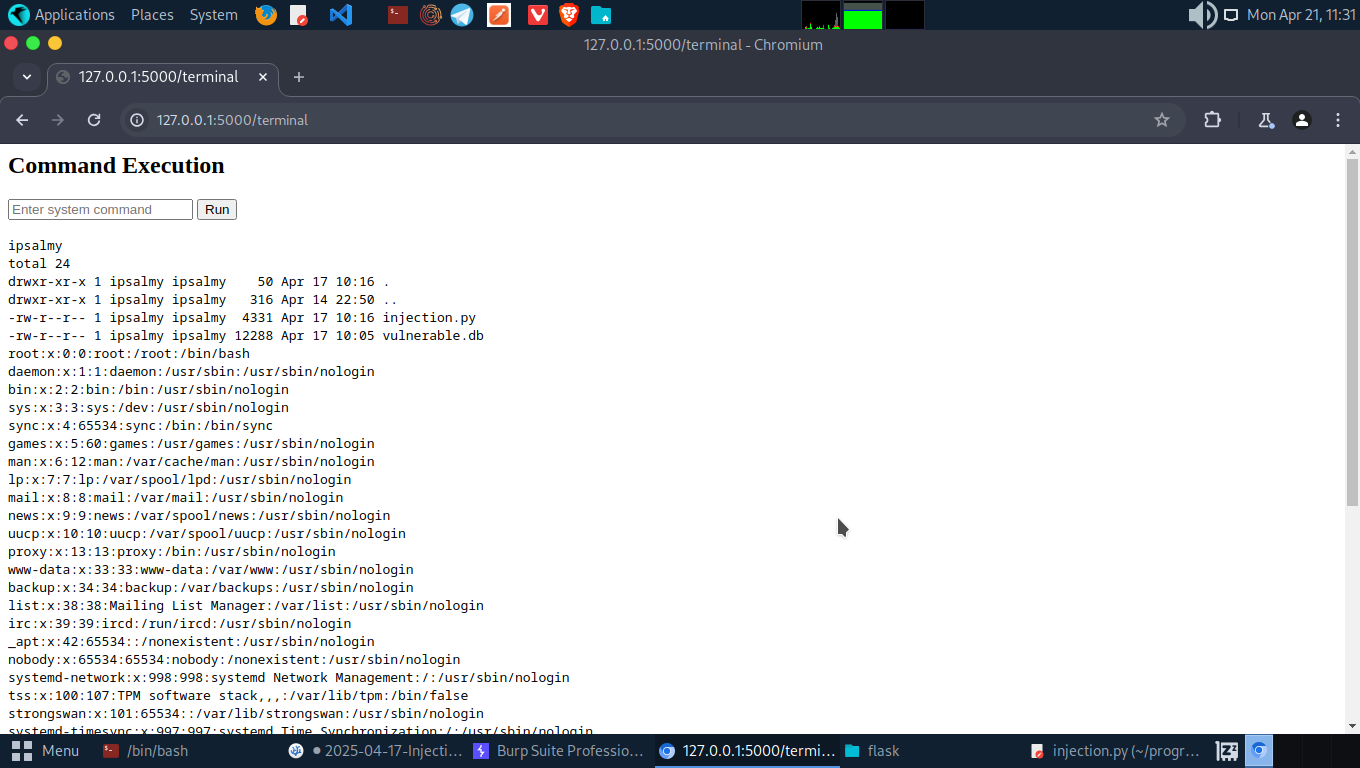 Applications Places System Mon Apr 21, 11:31
127.0.0.1:5000/terminal - Chromium
127.0.0.1:5000/terminal
127.0.0.1:5000/terminal
Command Execution
Enter system command Run
ipsalmy
total 24
drwxr-xr-x 1 ipsalmy ipsalmy    50 Apr 17 10:16 .
drwxr-xr-x 1 ipsalmy ipsalmy   316 Apr 14 22:50 ..
-rw-r--r-- 1 ipsalmy ipsalmy  4331 Apr 17 10:16 injection.py
-rw-r--r-- 1 ipsalmy ipsalmy 12288 Apr 17 10:05 vulnerable.db
root:x:0:0:root:/root:/bin/bash
daemon:x:1:1:daemon:/usr/sbin:/usr/sbin/nologin
bin:x:2:2:bin:/bin:/usr/sbin/nologin
sys:x:3:3:sys:/dev:/usr/sbin/nologin
sync:x:4:65534:sync:/bin:/bin/sync
games:x:5:60:games:/usr/games:/usr/sbin/nologin
man:x:6:12:man:/var/cache/man:/usr/sbin/nologin
lp:x:7:7:lp:/var/spool/lpd:/usr/sbin/nologin
mail:x:8:8:mail:/var/mail:/usr/sbin/nologin
news:x:9:9:news:/var/spool/news:/usr/sbin/nologin
uucp:x:10:10:uucp:/var/spool/uucp:/usr/sbin/nologin
proxy:x:13:13:proxy:/bin:/usr/sbin/nologin
www-data:x:33:33:www-data:/var/www:/usr/sbin/nologin
backup:x:34:34:backup:/var/backups:/usr/sbin/nologin
list:x:38:38:Mailing List Manager:/var/list:/usr/sbin/nologin
irc:x:39:39:ircd:/run/ircd:/usr/sbin/nologin
_apt:x:42:65534::/nonexistent:/usr/sbin/nologin
nobody:x:65534:65534:nobody:/nonexistent:/usr/sbin/nologin
systemd-network:x:998:998:systemd Network Management:/:/usr/sbin/nologin
tss:x:100:107:TPM software stack,,,:/var/lib/tpm:/bin/false
strongswan:x:101:65534::/var/lib/strongswan:/usr/sbin/nologin
systemd-timesync:x:997:997:systemd Time Synchronization:/:/usr/sbin/nologin
Menu /bin/bash 2025-04-17-Injecti... Burp Suite Professio... 127.0.0.1:5000/termi... flask injection.py (~/progr...